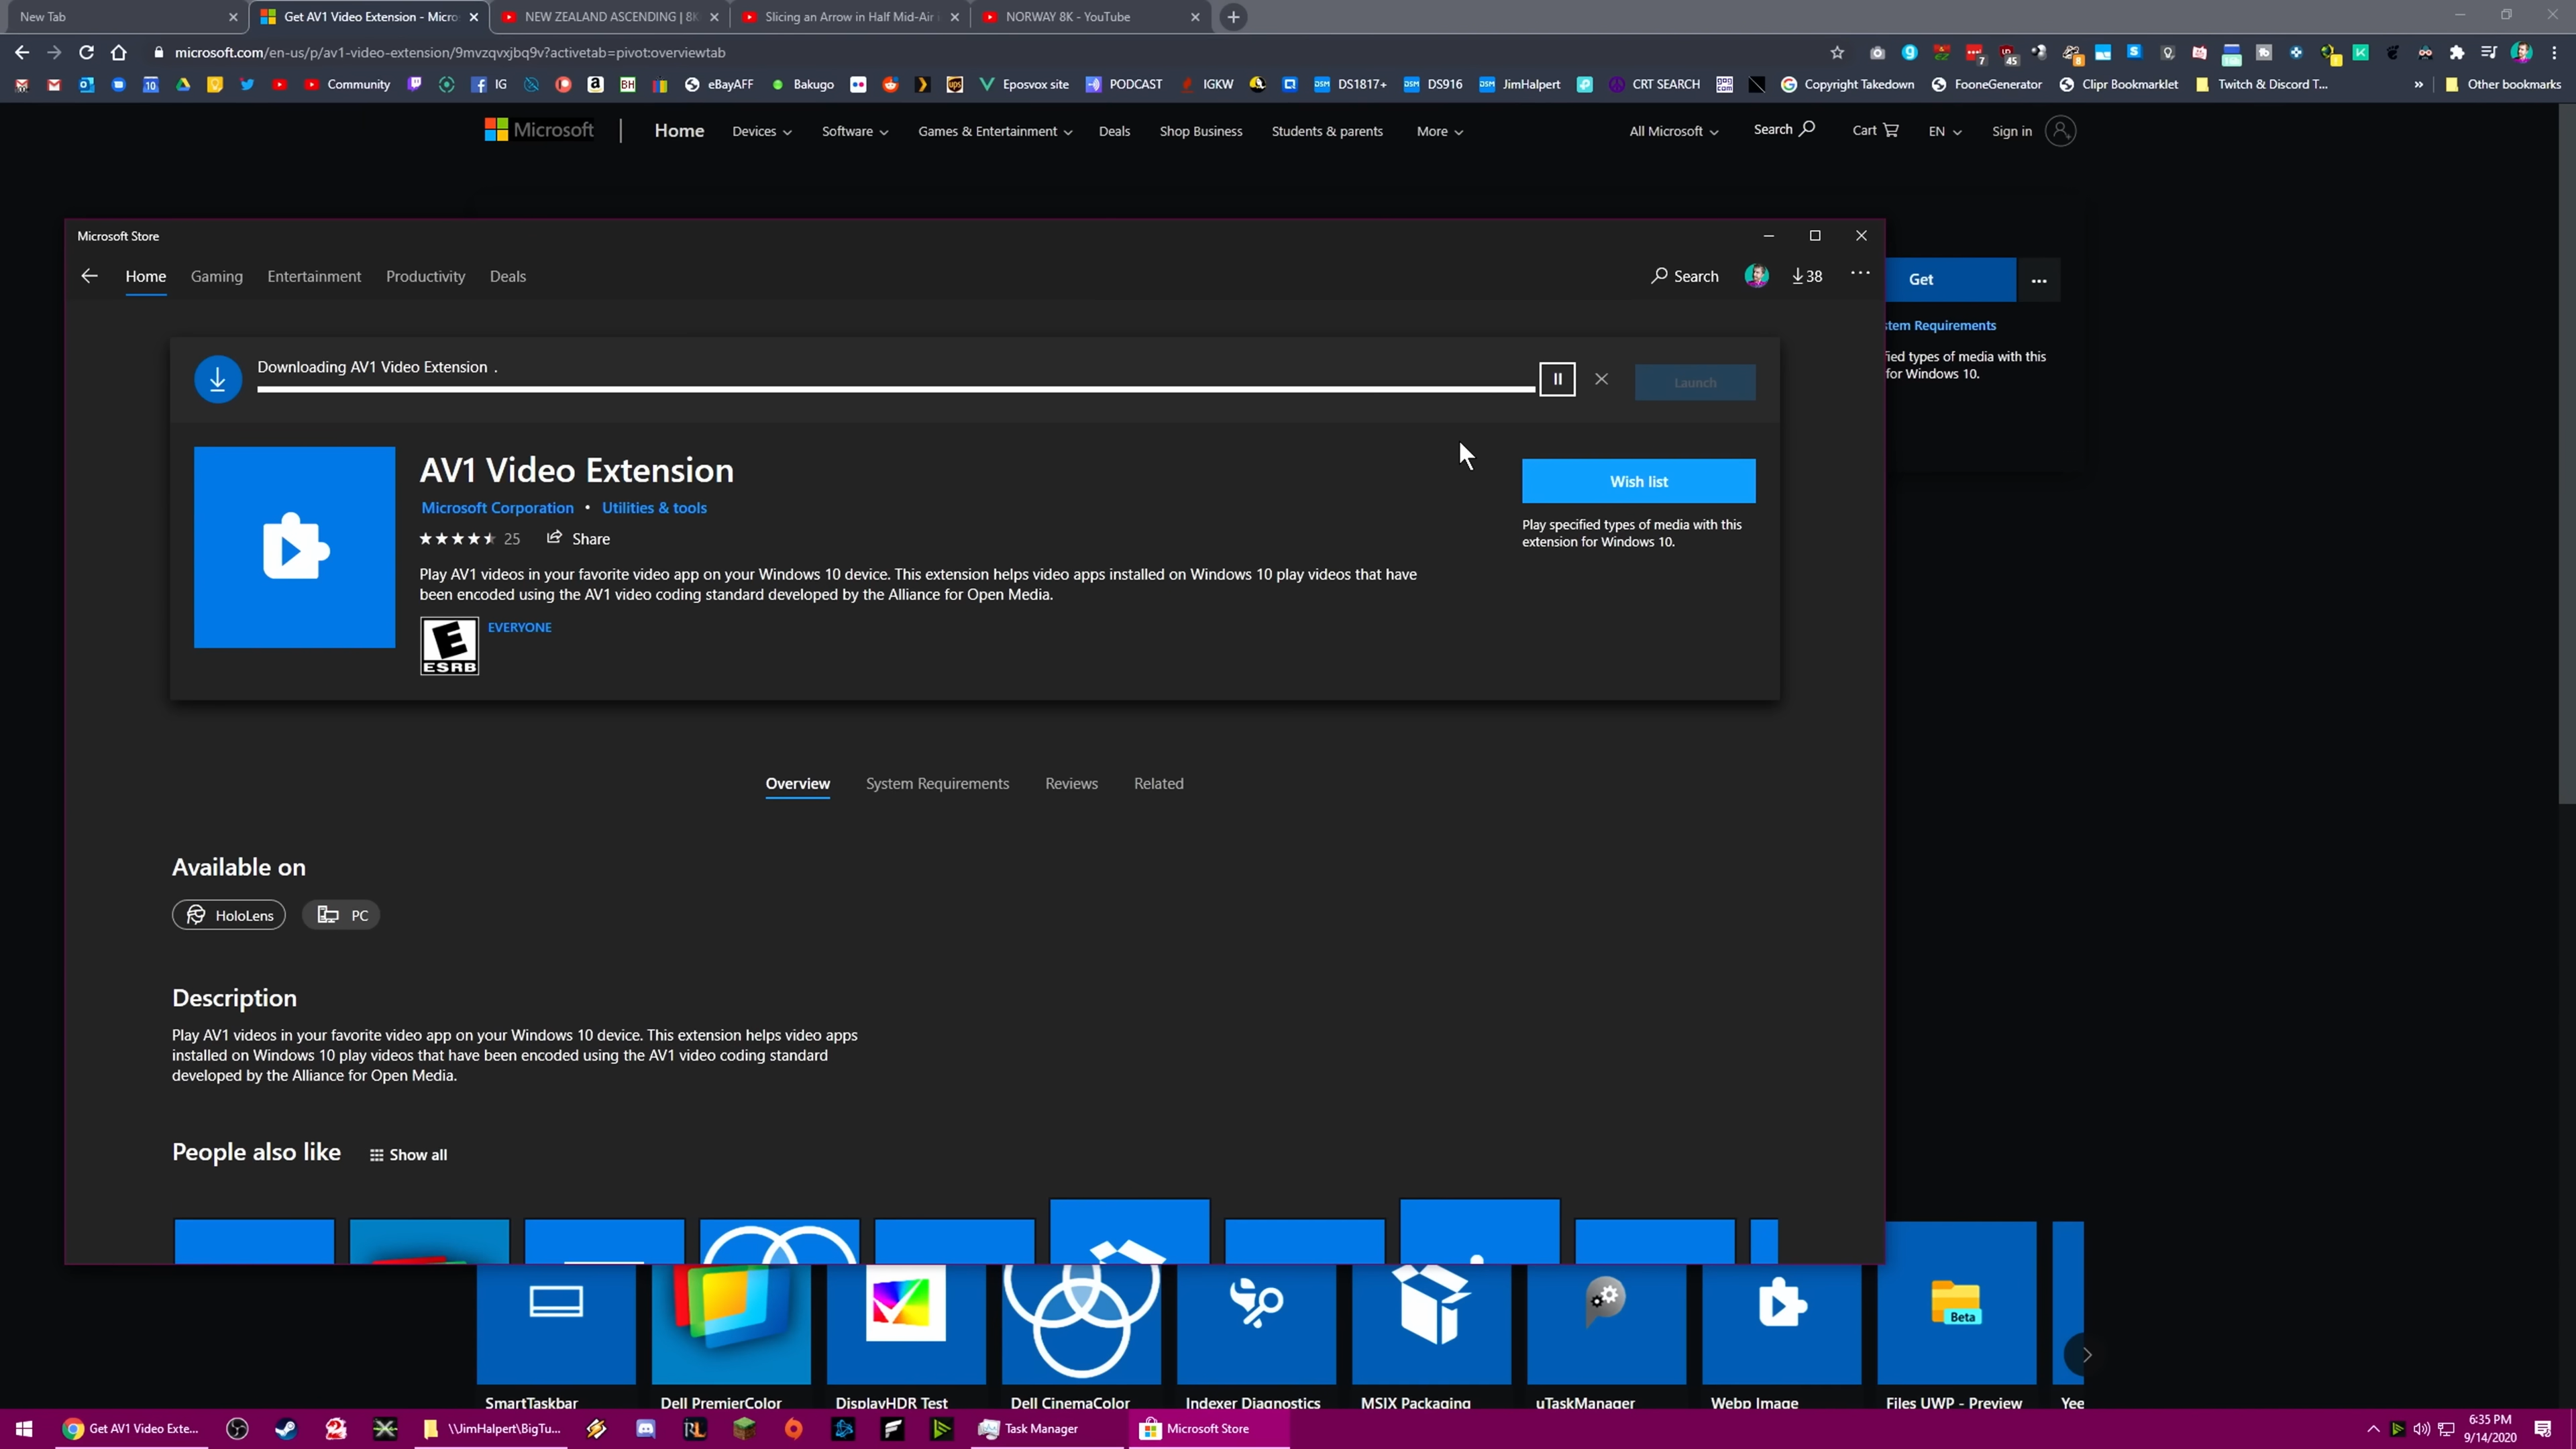 New Tab
Get AV1 Video Extension - Micro
NEW ZEALAND ASCENDING | 8K
Slicing an Arrow in Half Mid-Air
NORWAY 8K - YouTube
microsoft.com/en-us/p/av1-video-extension/9mvzqvxjbq9v?activetab=pivot:overviewtab
7
45
8
10
Community
IG
BH
eBayAFF
Bakugo
ups
Eposvox site
PODCAST
IGKW
DSM
DS1817+
DSM
DS916
DSM
JimHalpert
CRT SEARCH
Copyright Takedown
FooneGenerator
Clipr Bookmarklet
Twitch & Discord T...
»
Other bookmarks
Microsoft
Home
Devices
Software
Games & Entertainment
Deals
Shop Business
Students & parents
More
All Microsoft
Search
Cart
EN
Sign in
Microsoft Store
Home
Gaming
Entertainment
Productivity
Deals
Search
38
Get
tem Requirements
ied types of media with this
for Windows 10.
Downloading AV1 Video Extension .
Launch
AV1 Video Extension
Microsoft Corporation • Utilities & tools
25
Share
Wish list
Play specified types of media with this
extension for Windows 10.
Play AV1 videos in your favorite video app on your Windows 10 device. This extension helps video apps installed on Windows 10 play videos that have
been encoded using the AV1 video coding standard developed by the Alliance for Open Media.
E
ESRB
EVERYONE
Overview
System Requirements
Reviews
Related
Available on
HoloLens
PC
Description
Play AV1 videos in your favorite video app on your Windows 10 device. This extension helps video apps
installed on Windows 10 play videos that have been encoded using the AV1 video coding standard
developed by the Alliance for Open Media.
People also like
Show all
Beta
SmartTaskbar
Dell PremierColor
DisplayHDR Test
Dell CinemaColor
Indexer Diagnostics
MSIX Packaging
uTaskManager
Webp Image
Files UWP - Preview
Yee
Get AV1 Video Exte...
\\JimHalpert\BigTu...
Task Manager
Microsoft Store
6:35 PM
9/14/2020